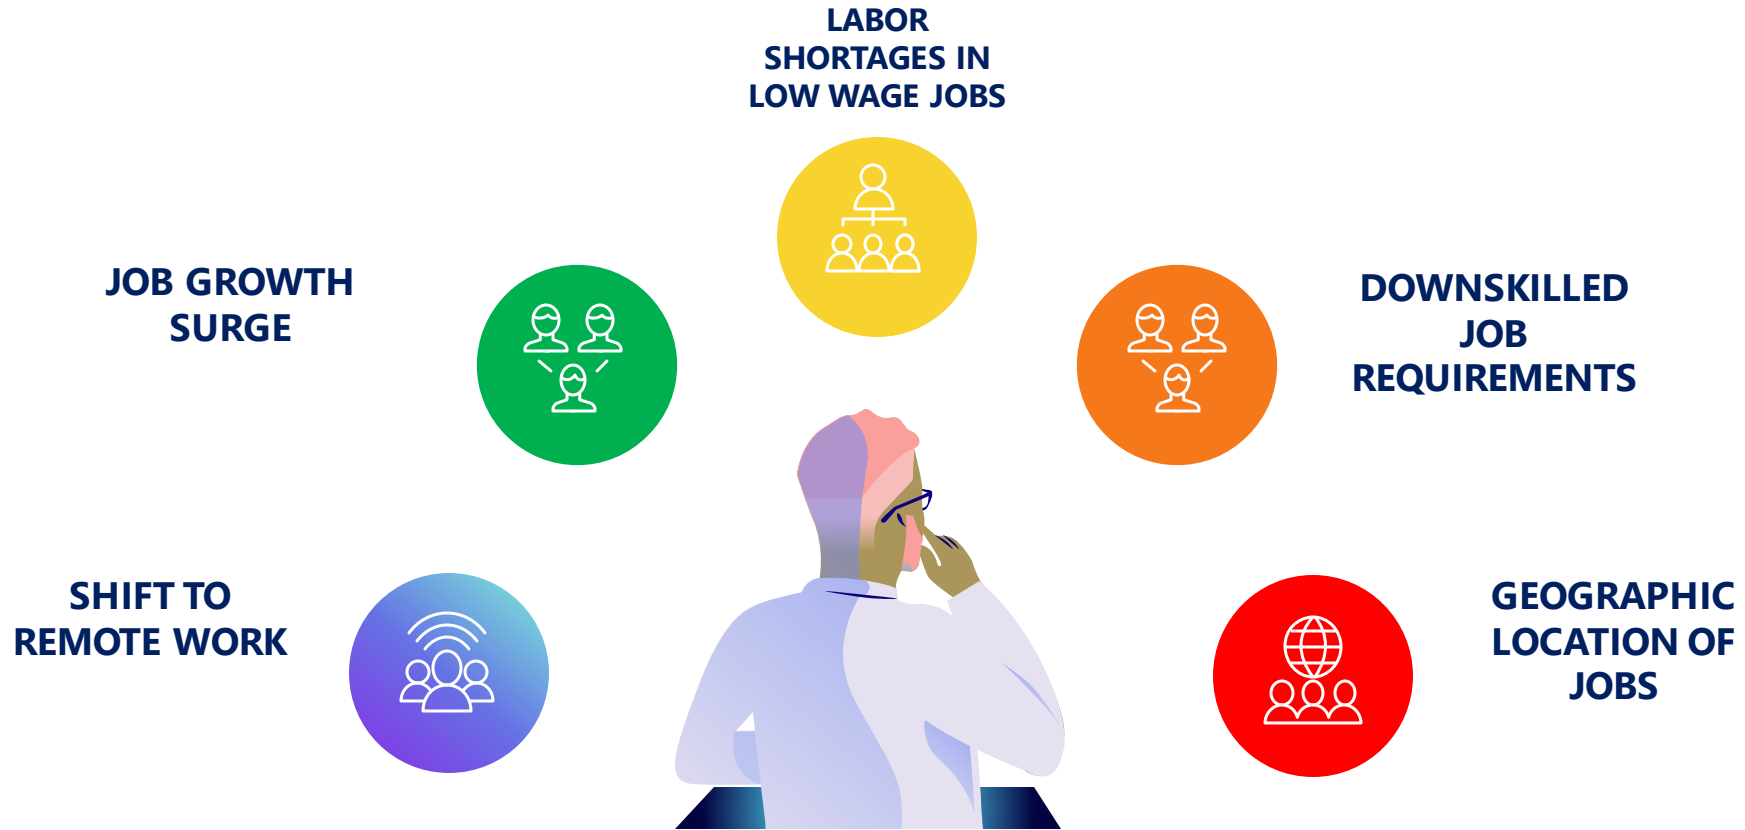 LABOR
SHORTAGES IN
LOW WAGE JOBS
JOB GROWTH
SURGE
DOWNSKILLED
JOB
REQUIREMENTS
SHIFT TO
REMOTE WORK
GEOGRAPHIC
LOCATION OF
JOBS